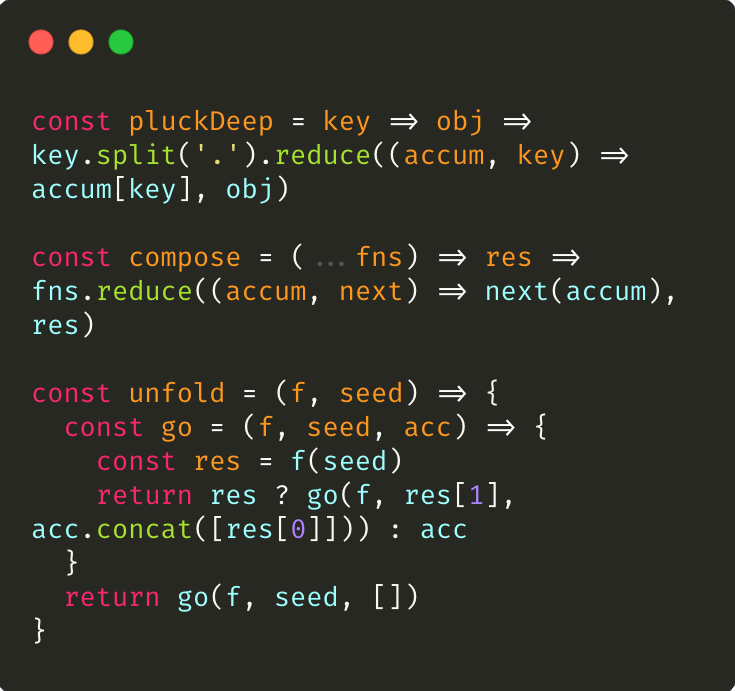 const pluckDeep = key => obj =>
key.split('.').reduce((accum, key) =>
accum[key], obj)

const compose = (...fns) => res =>
fns.reduce((accum, next) => next(accum),
res)

const unfold = (f, seed) => {
  const go = (f, seed, acc) => {
    const res = f(seed)
    return res ? go(f, res[1],
acc.concat([res[0]])) : acc
  }
  return go(f, seed, [])
}